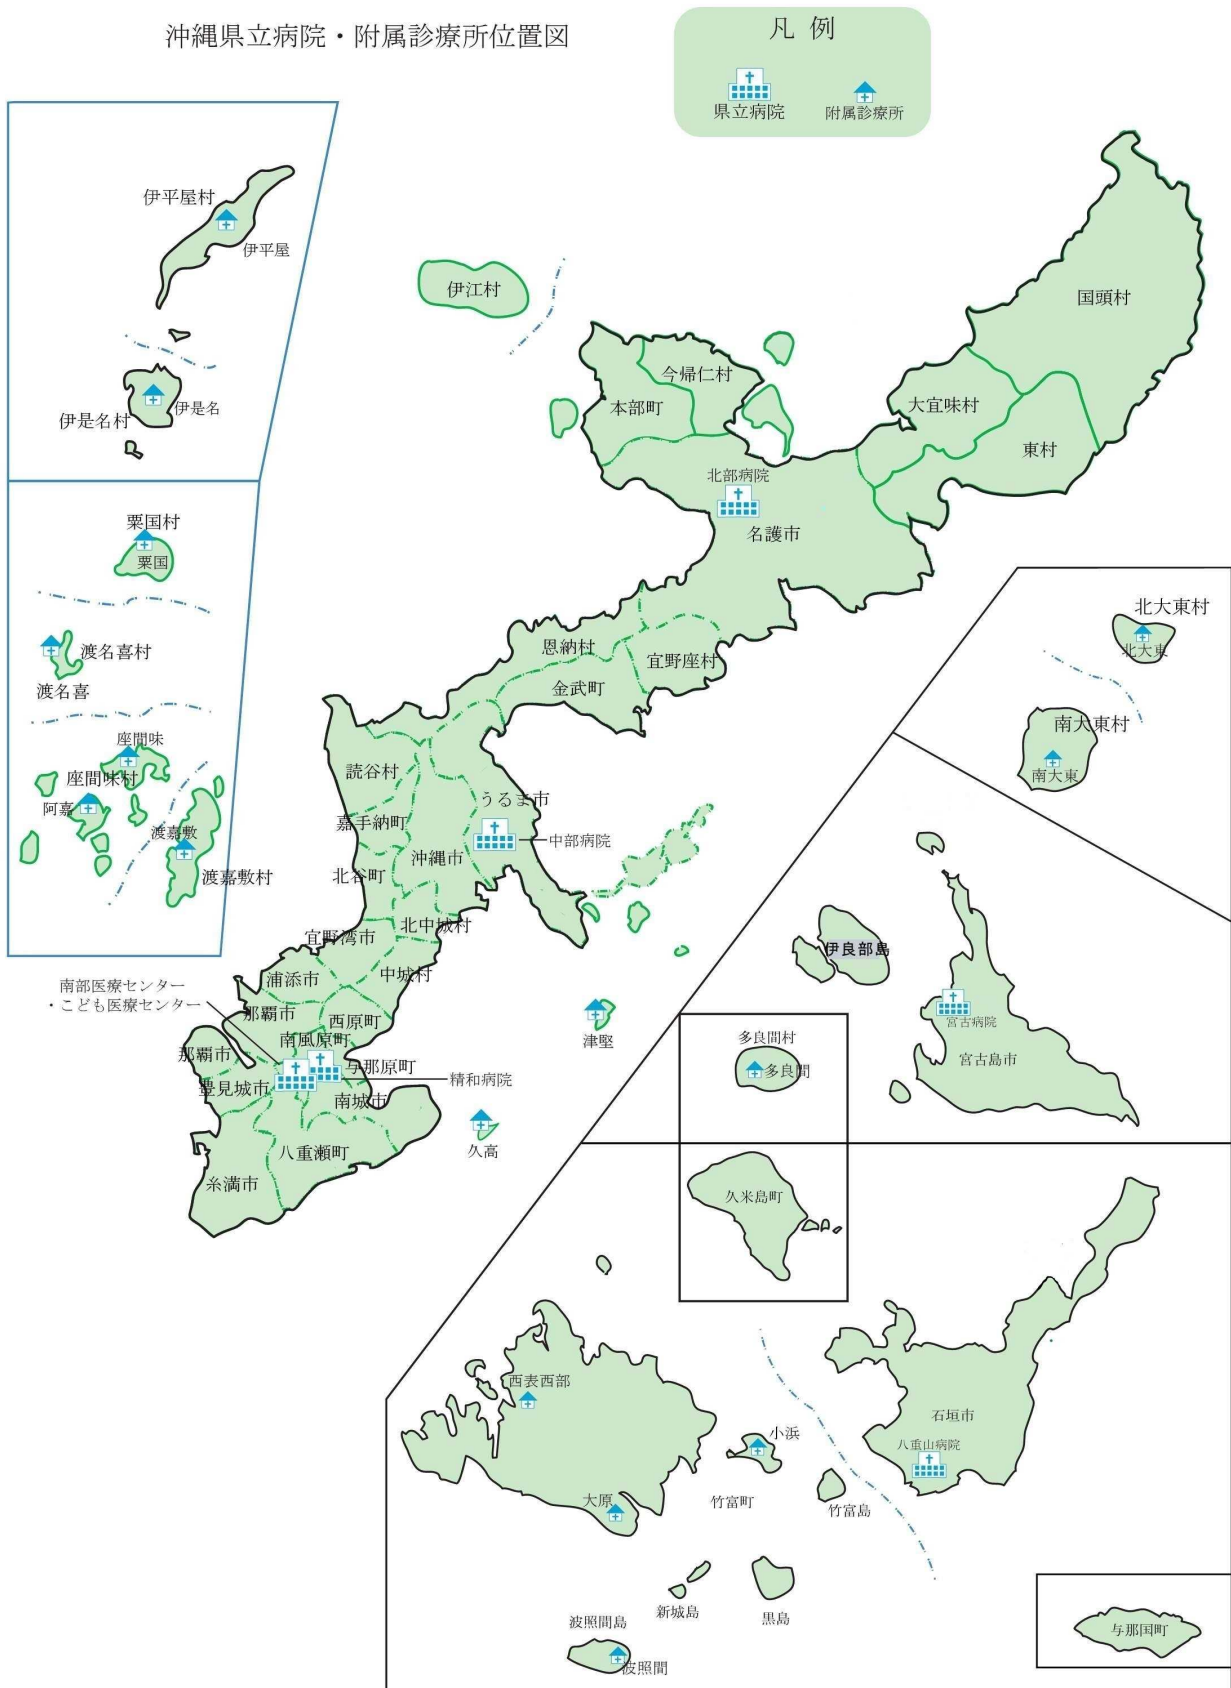 沖縄県立病院・附属診療所位置図
凡 例
県立病院
附属診療所
伊平屋村
伊平屋
伊是名村
伊是名
伊江村
国頭村
今帰仁村
本部町
大宜味村
東村
北部病院
名護市
粟国村
粟国
渡名喜村
渡名喜
座間味
座間味村
阿嘉
渡嘉敷
渡嘉敷村
恩納村
宜野座村
金武町
読谷村
うるま市
嘉手納町
中部病院
沖縄市
北谷町
北中城村
宜野湾市
中城村
浦添市
南部医療センター
・こども医療センター
那覇市
西原町
南風原町
那覇市
与那原町
豊見城市
精和病院
南城市
八重瀬町
糸満市
津堅
久高
北大東村
北大東
南大東村
南大東
伊良部島
宮古病院
宮古島市
多良間村
多良間
久米島町
西表西部
小浜
大原
竹富町
竹富島
石垣市
八重山病院
新城島
黒島
波照間島
波照間
与那国町